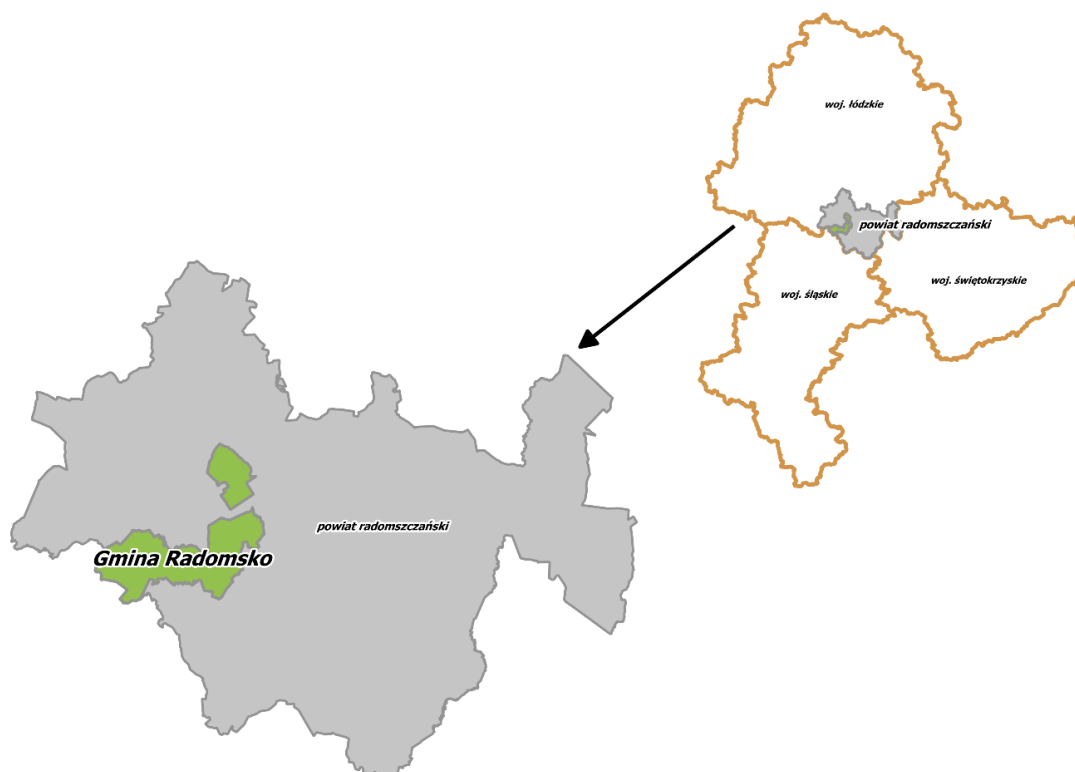 woj. łódzkie
powiat radomszczański
woj. śląskie
woj. świętokrzyskie
powiat radomszczański
Gmina Radomsko